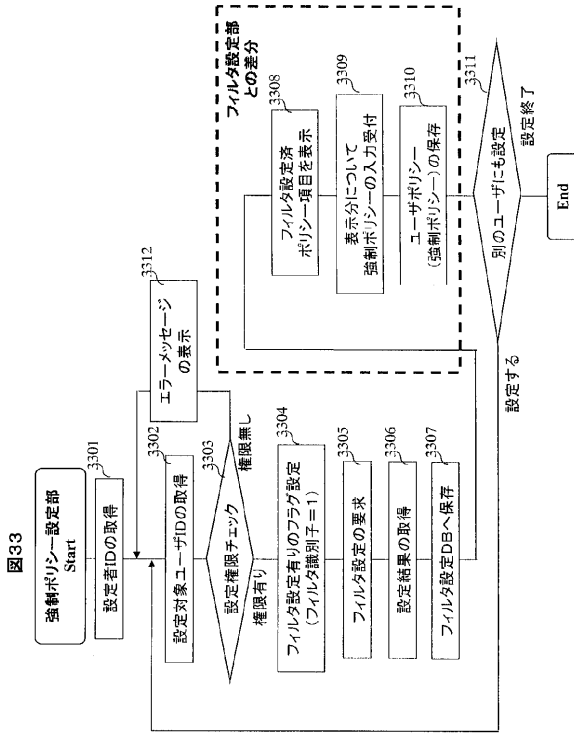 図33
強制ポリシー設定部
Start
3301
設定者IDの取得
3302
設定対象ユーザIDの取得
3303
設定権限チェック
権限無し
権限有り
3312
エラーメッセージ
の表示
3304
フィルタ設定有りのフラグ設定
(フィルタ識別子=1)
3305
フィルタ設定の要求
3306
設定結果の取得
3307
フィルタ設定DBへ保存
フィルタ設定部
との差分
3308
フィルタ設定済
ポリシー項目を表示
3309
表示分について
強制ポリシーの入力受付
3310
ユーザポリシー
(強制ポリシー)の保存
3311
別のユーザにも設定
設定する
設定終了
End